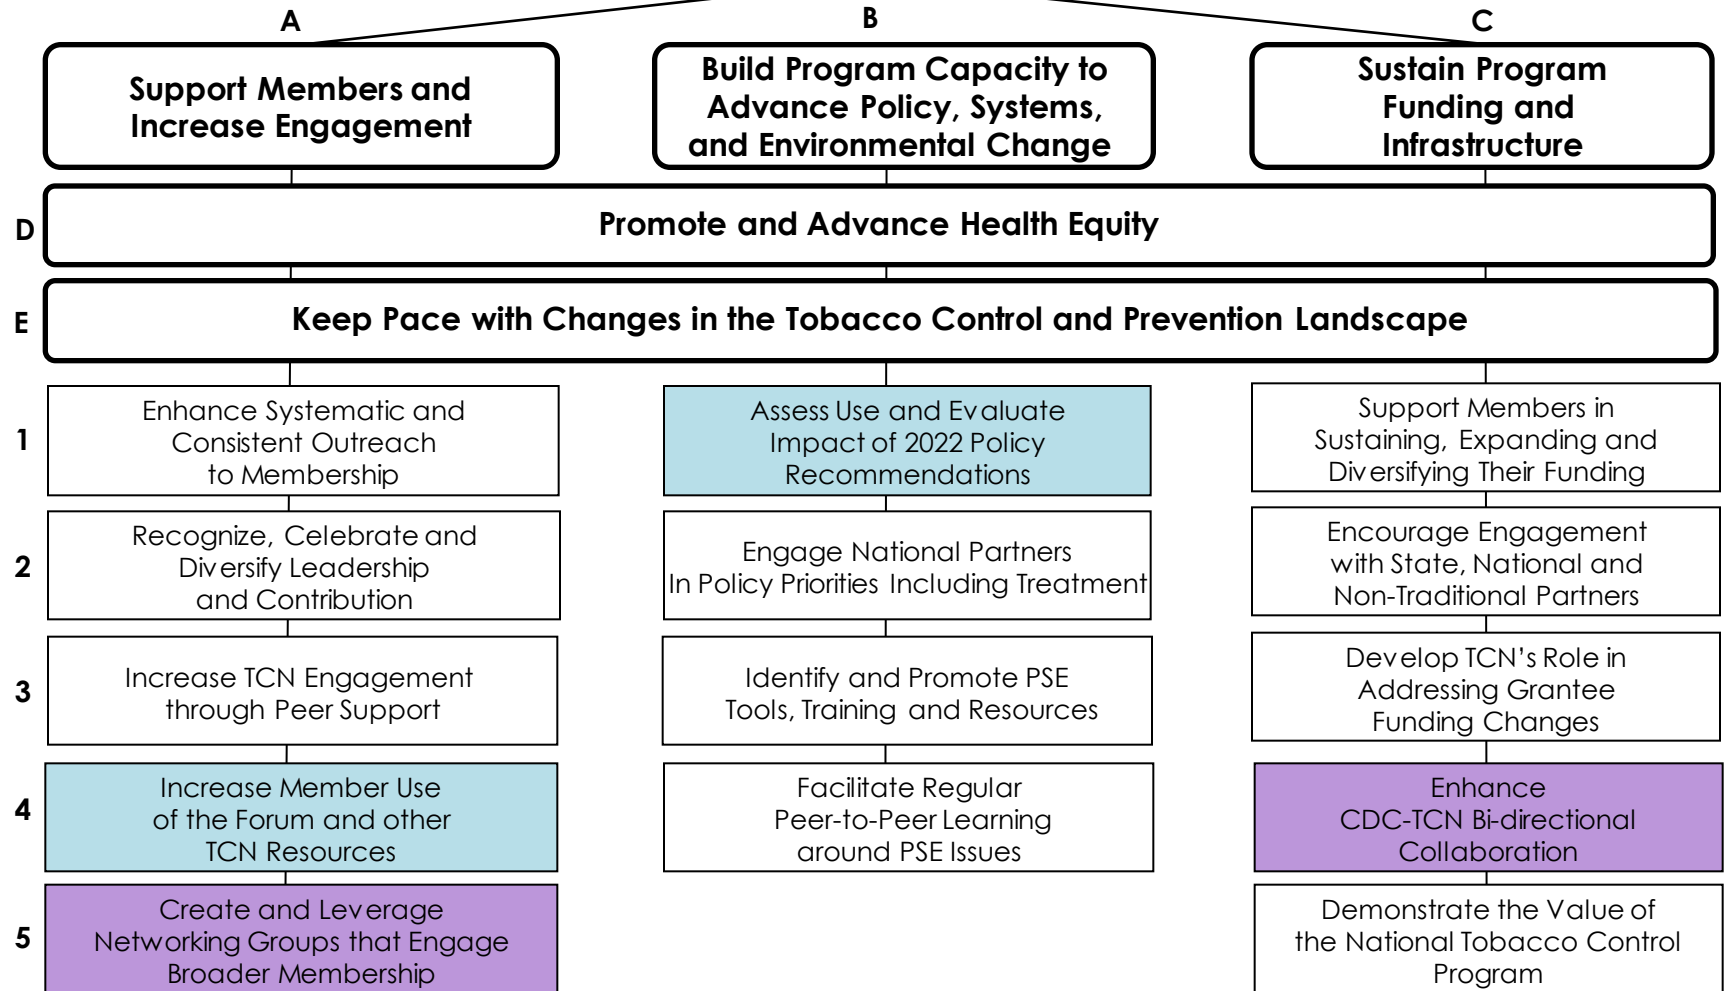 A
B
C
Support Members and
Increase Engagement
Build Program Capacity to
Advance Policy, Systems,
and Environmental Change
Sustain Program
Funding and
Infrastructure
D
Promote and Advance Health Equity
E
Keep Pace with Changes in the Tobacco Control and Prevention Landscape
1
Enhance Systematic and
Consistent Outreach
to Membership
Assess Use and Evaluate
Impact of 2022 Policy
Recommendations
Support Members in
Sustaining, Expanding and
Diversifying Their Funding
2
Recognize, Celebrate and
Diversify Leadership
and Contribution
Engage National Partners
In Policy Priorities Including Treatment
Encourage Engagement
with State, National and
Non-Traditional Partners
3
Increase TCN Engagement
through Peer Support
Identify and Promote PSE
Tools, Training and Resources
Develop TCN's Role in
Addressing Grantee
Funding Changes
4
Increase Member Use
of the Forum and other
TCN Resources
Facilitate Regular
Peer-to-Peer Learning
around PSE Issues
Enhance
CDC-TCN Bi-directional
Collaboration
5
Create and Leverage
Networking Groups that Engage
Broader Membership
Demonstrate the Value of
the National Tobacco Control
Program